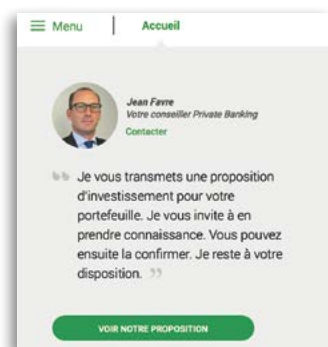 Menu | Accueil
Jean Favre
Votre conseiller Private Banking
Contacter
“ Je vous transmets une proposition
d'investissement pour votre
portefeuille. Je vous invite à en
prendre connaissance. Vous pouvez
ensuite la confirmer. Je reste à votre
disposition. ”
VOIR NOTRE PROPOSITION